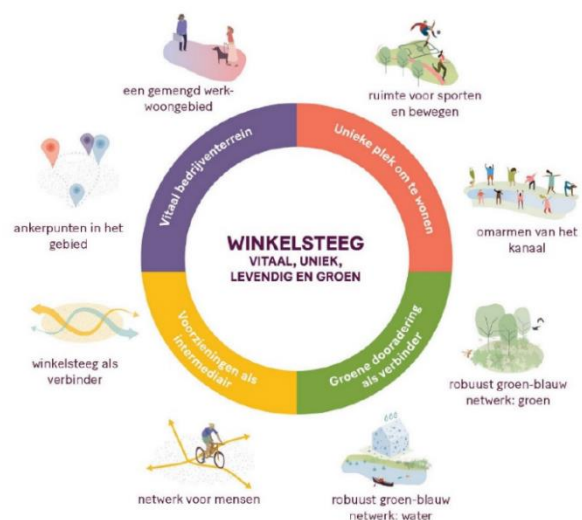 een gemengd werk-
woongebied
ruimte voor sporten
en bewegen
Vitaal bedrijventerrein
Unieke plek om te wonen
ankerpunten in het
gebied
omarmen van het
kanaal
WINKELSTEEG
VITAAL, UNIEK,
LEVENDIG EN GROEN
winkelsteeg als
verbinder
Voorzieningen als
intermediair
Groene dooradering
als verbinder
robuust groen-blauw
netwerk: groen
netwerk voor mensen
robuust groen-blauw
netwerk: water